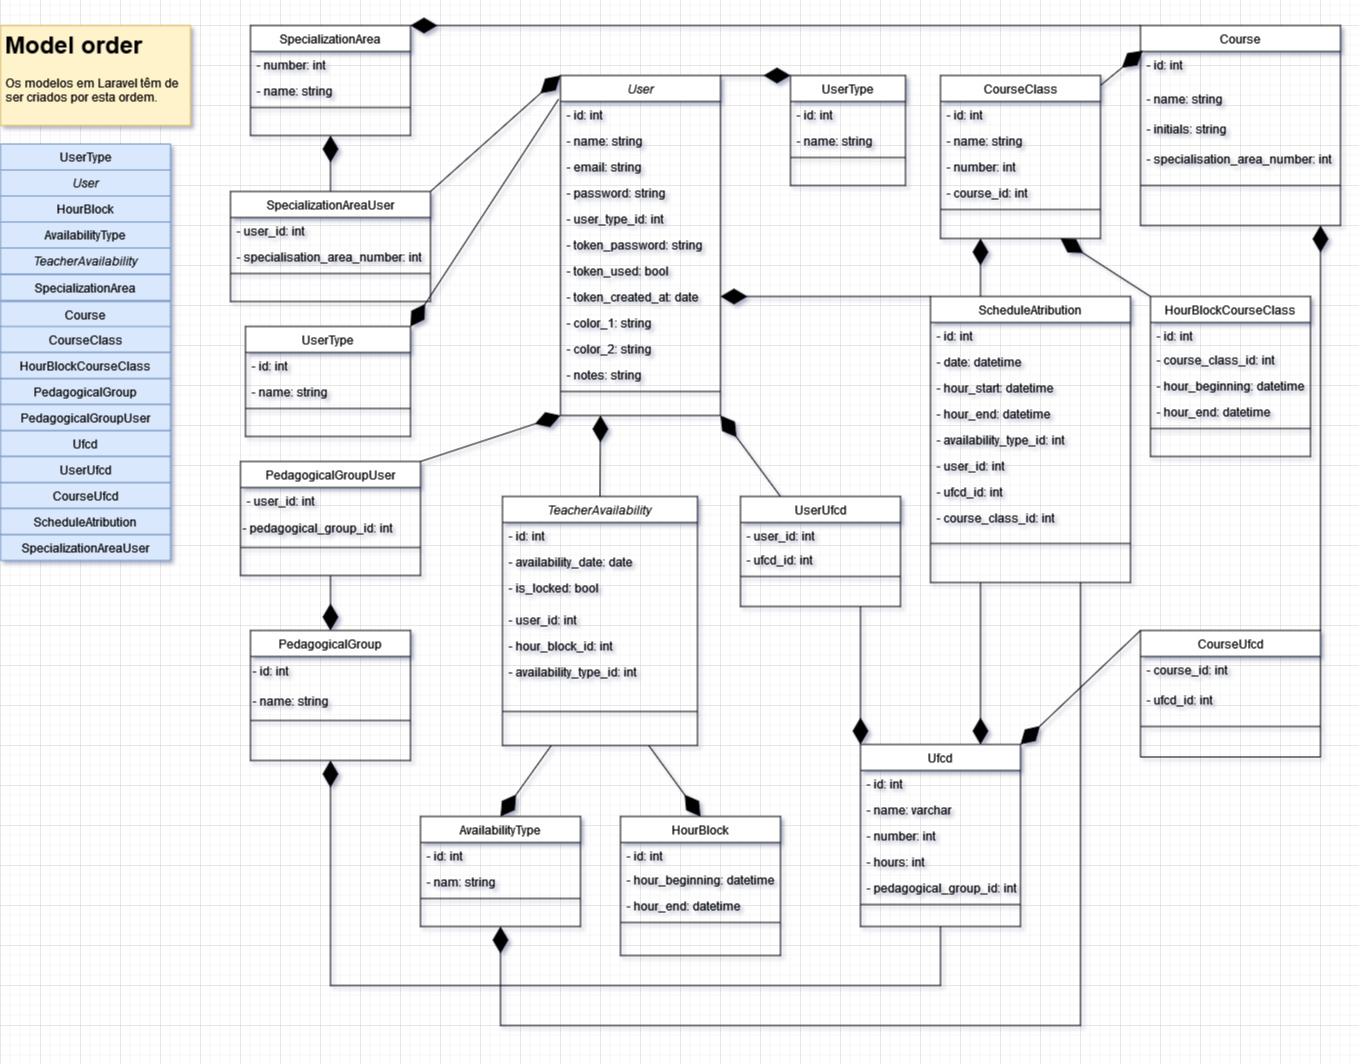 Model order
Os modelos em Laravel têm de
ser criados por esta ordem.
UserType
User
HourBlock
AvailabilityType
TeacherAvailability
SpecializationArea
Course
CourseClass
HourBlockCourseClass
PedagogicalGroup
PedagogicalGroupUser
Ufcd
UserUfcd
CourseUfcd
ScheduleAtribution
SpecializationAreaUser
SpecializationArea
- number: int
- name: string
SpecializationAreaUser
- user_id: int
- specialisation_area_number: int
UserType
- id: int
- name: string
PedagogicalGroupUser
- user_id: int
- pedagogical_group_id: int
PedagogicalGroup
- id: int
- name: string
User
- id: int
- name: string
- email: string
- password: string
- user_type_id: int
- token_password: string
- token_used: bool
- token_created_at: date
- color_1: string
- color_2: string
- notes: string
UserType
- id: int
- name: string
TeacherAvailability
- id: int
- availability_date: date
- is_locked: bool
- user_id: int
- hour_block_id: int
- availability_type_id: int
UserUfcd
- user_id: int
- ufcd_id: int
AvailabilityType
- id: int
- nam: string
HourBlock
- id: int
- hour_beginning: datetime
- hour_end: datetime
CourseClass
- id: int
- name: string
- number: int
- course_id: int
Course
- id: int
- name: string
- initials: string
- specialisation_area_number: int
ScheduleAtribution
- id: int
- date: datetime
- hour_start: datetime
- hour_end: datetime
- availability_type_id: int
- user_id: int
- ufcd_id: int
- course_class_id: int
HourBlockCourseClass
- id: int
- course_class_id: int
- hour_beginning: datetime
- hour_end: datetime
CourseUfcd
- course_id: int
- ufcd_id: int
Ufcd
- id: int
- name: varchar
- number: int
- hours: int
- pedagogical_group_id: int